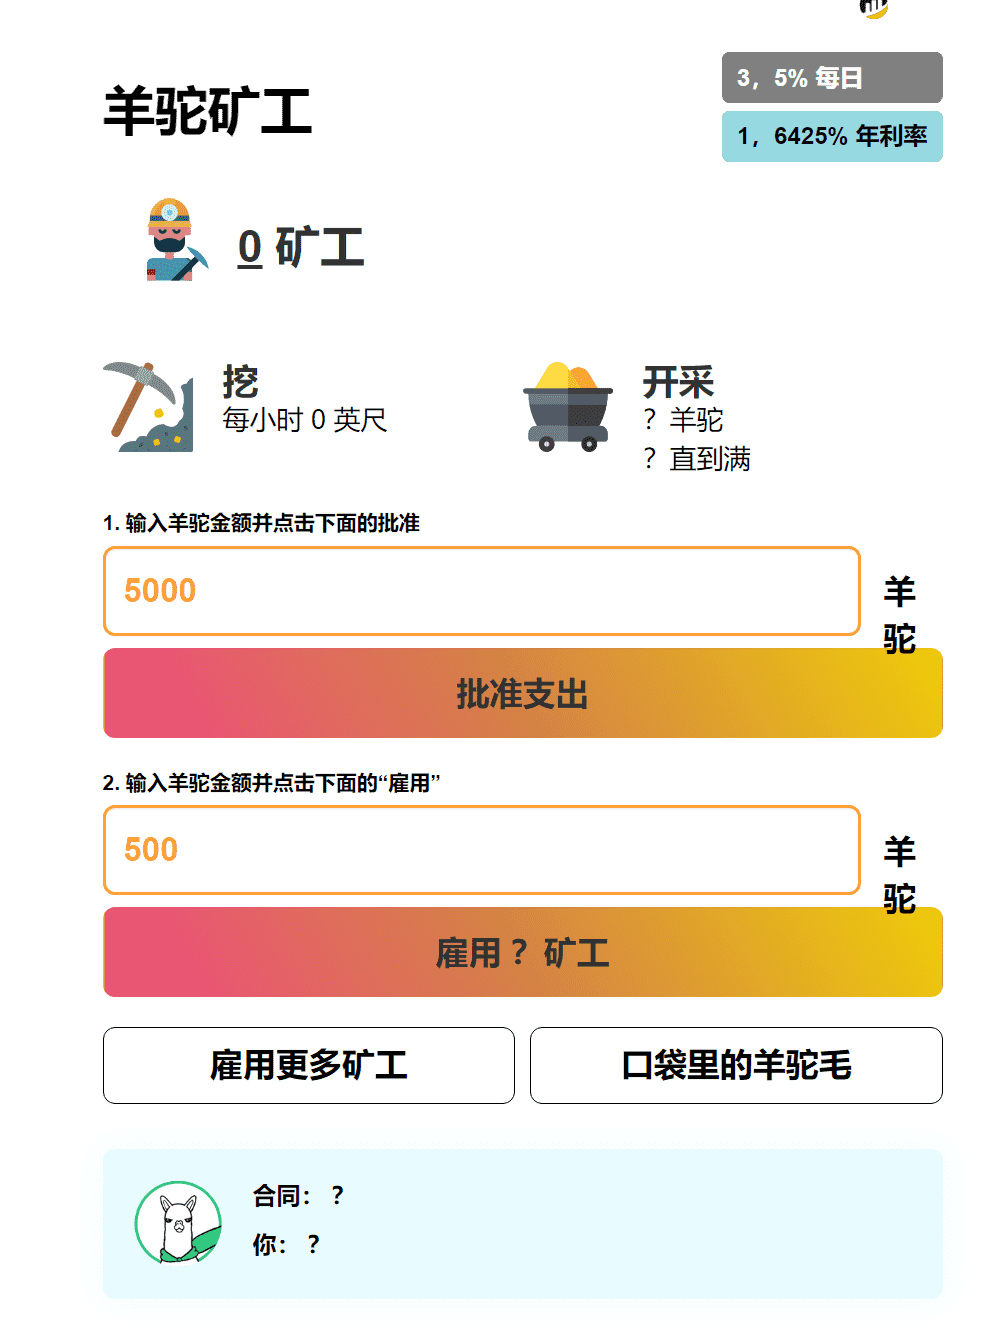 3，5% 每日
羊驼矿工
1，6425% 年利率
0 矿工
挖
每小时 0 英尺
开采
？羊驼
？直到满
1. 输入羊驼金额并点击下面的批准
5000
羊
驼
批准支出
2. 输入羊驼金额并点击下面的“雇用”
500
羊
驼
雇用？矿工
雇用更多矿工
口袋里的羊驼毛
合同：？
你：？